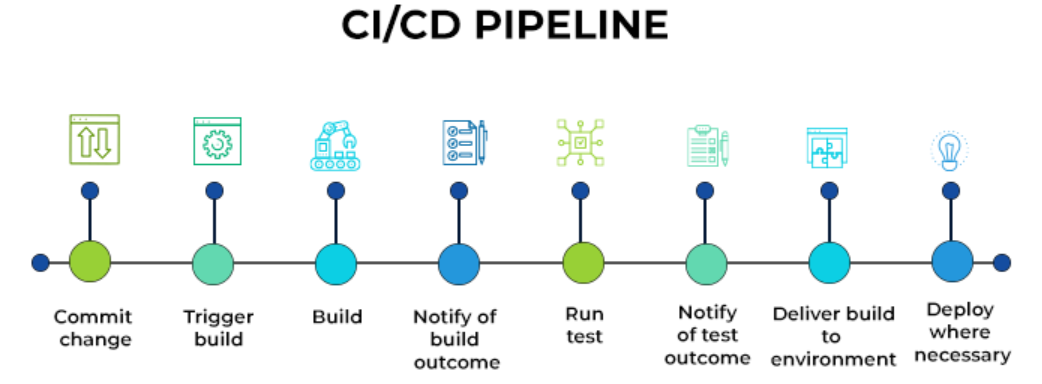 CI/CD PIPELINE
Commit
change
Trigger
build
Build
Notify of
build
outcome
Run
test
Notify
of test
outcome
Deliver build
to
environment
Deploy
where
necessary